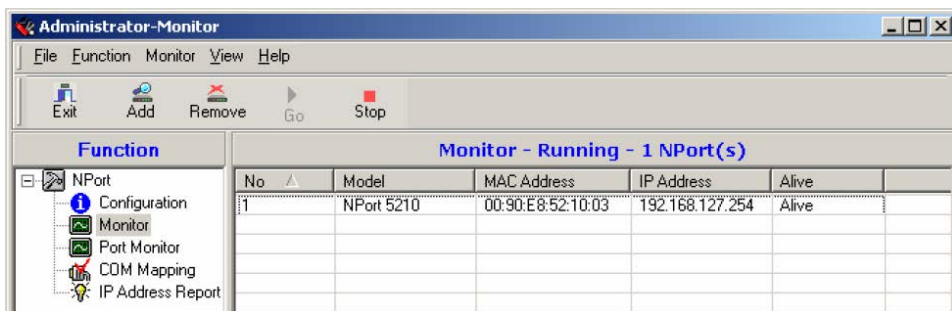 Administrator-Monitor
File Function Monitor View Help
Exit Add Remove Go Stop
Function
Monitor - Running - 1 NPort(s)
NPort
Configuration
Monitor
Port Monitor
COM Mapping
IP Address Report
No Model MAC Address IP Address Alive
1 NPort 5210 00:90:E8:52:10:03 192.168.127.254 Alive